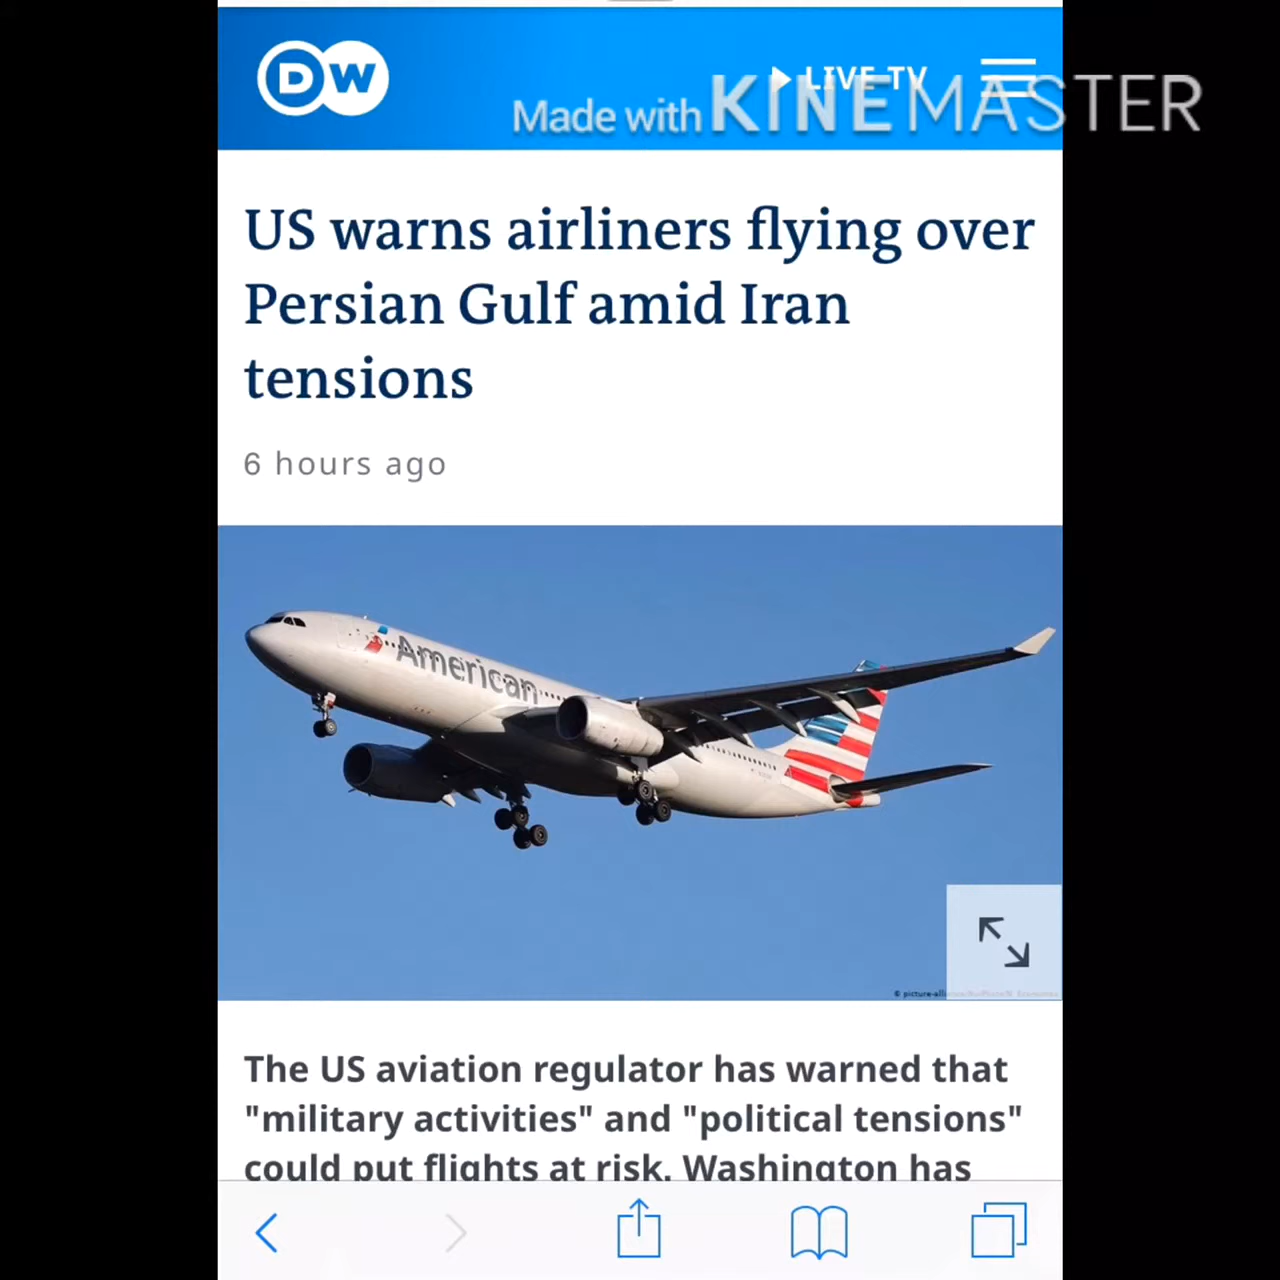 DW
LIVE TV
Made with KINEMASTER
US warns airliners flying over
Persian Gulf amid Iran
tensions
6 hours ago
American
© picture-alli
The US aviation regulator has warned that
"military activities" and "political tensions"
could put flights at risk. Washington has